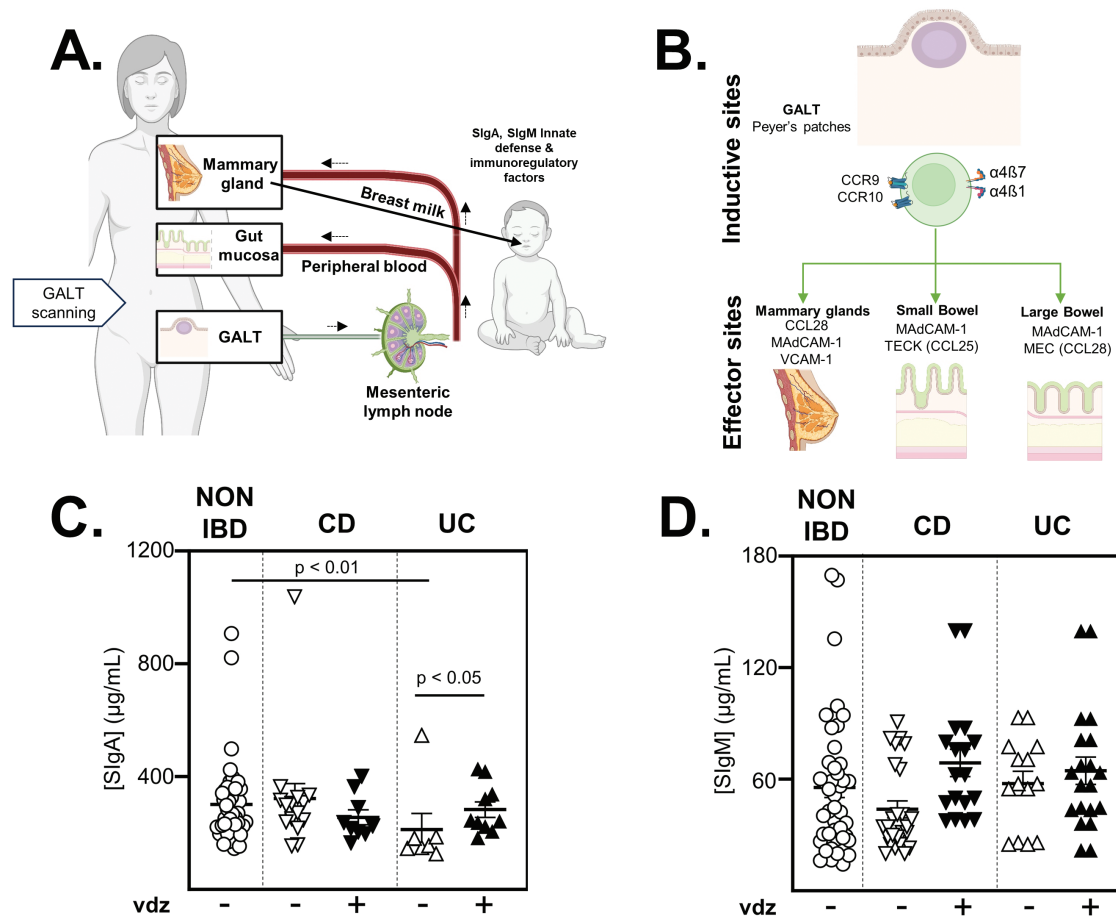 A.
Mammary
gland
Gut
mucosa
GALT
GALT
scanning
Breast milk
Peripheral blood
Mesenteric
lymph node
SIgA, SIgM Innate
defense &
immunoregulatory
factors
B.
Inductive sites
GALT
Peyer's patches
CCR9
CCR10
α4ß7
α4ß1
Effector sites
Mammary glands
CCL28
MAdCAM-1
VCAM-1
Small Bowel
MAdCAM-1
TECK (CCL25)
Large Bowel
MAdCAM-1
MEC (CCL28)
C.
NON
IBD
CD
UC
[SIgA] (µg/mL)
1200
800
400
p < 0.01
p < 0.05
vdz - - + - +
D.
NON
IBD
CD
UC
[SIgM] (µg/mL)
180
120
60
vdz - - + - +